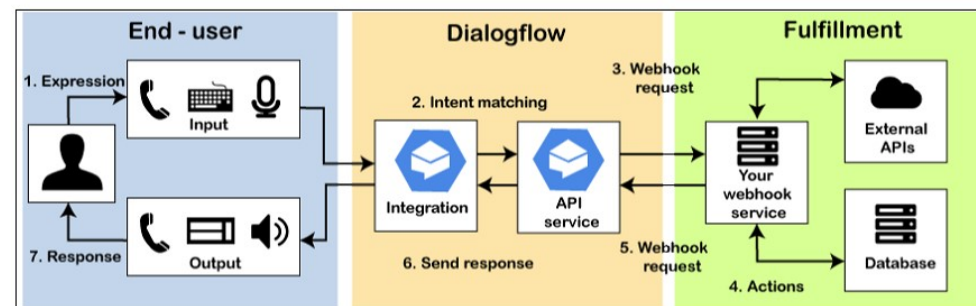 End - user
Dialogflow
Fulfillment
1. Expression
Input
2. Intent matching
3. Webhook
request
External
APIs
Integration
API
service
Your
webhook
service
7. Response
Output
6. Send response
5. Webhook
request
4. Actions
Database